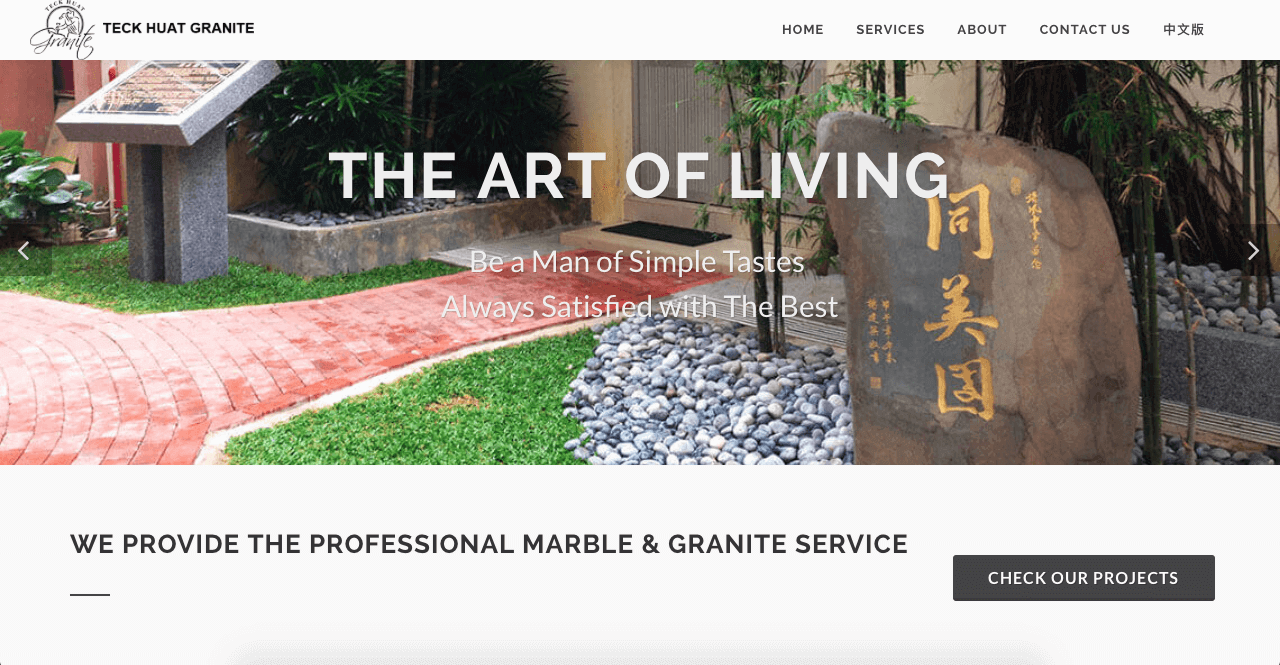 TECK HUAT
Granite
TECK HUAT GRANITE
HOME
SERVICES
ABOUT
CONTACT US
中文版
THE ART OF LIVING
Be a Man of Simple Tastes
Always Satisfied with The Best
同
美
園
WE PROVIDE THE PROFESSIONAL MARBLE & GRANITE SERVICE
CHECK OUR PROJECTS